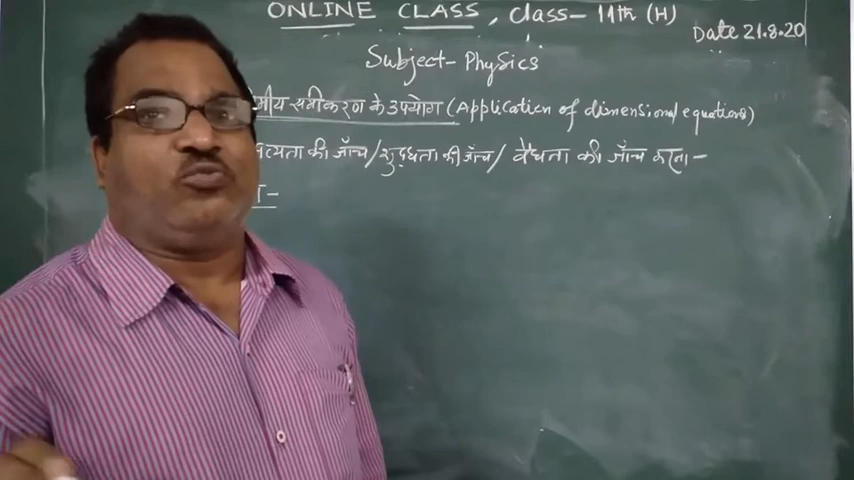 ONLINE CLASS, Class- 11th (H)
Date 21.8.20
Subject- Physics
मीय समीकरण के उपयोग (Application of dimensional equations)
सत्यता की जाँच/शुद्धता की जाँच/ वैधता की जाँच करना-